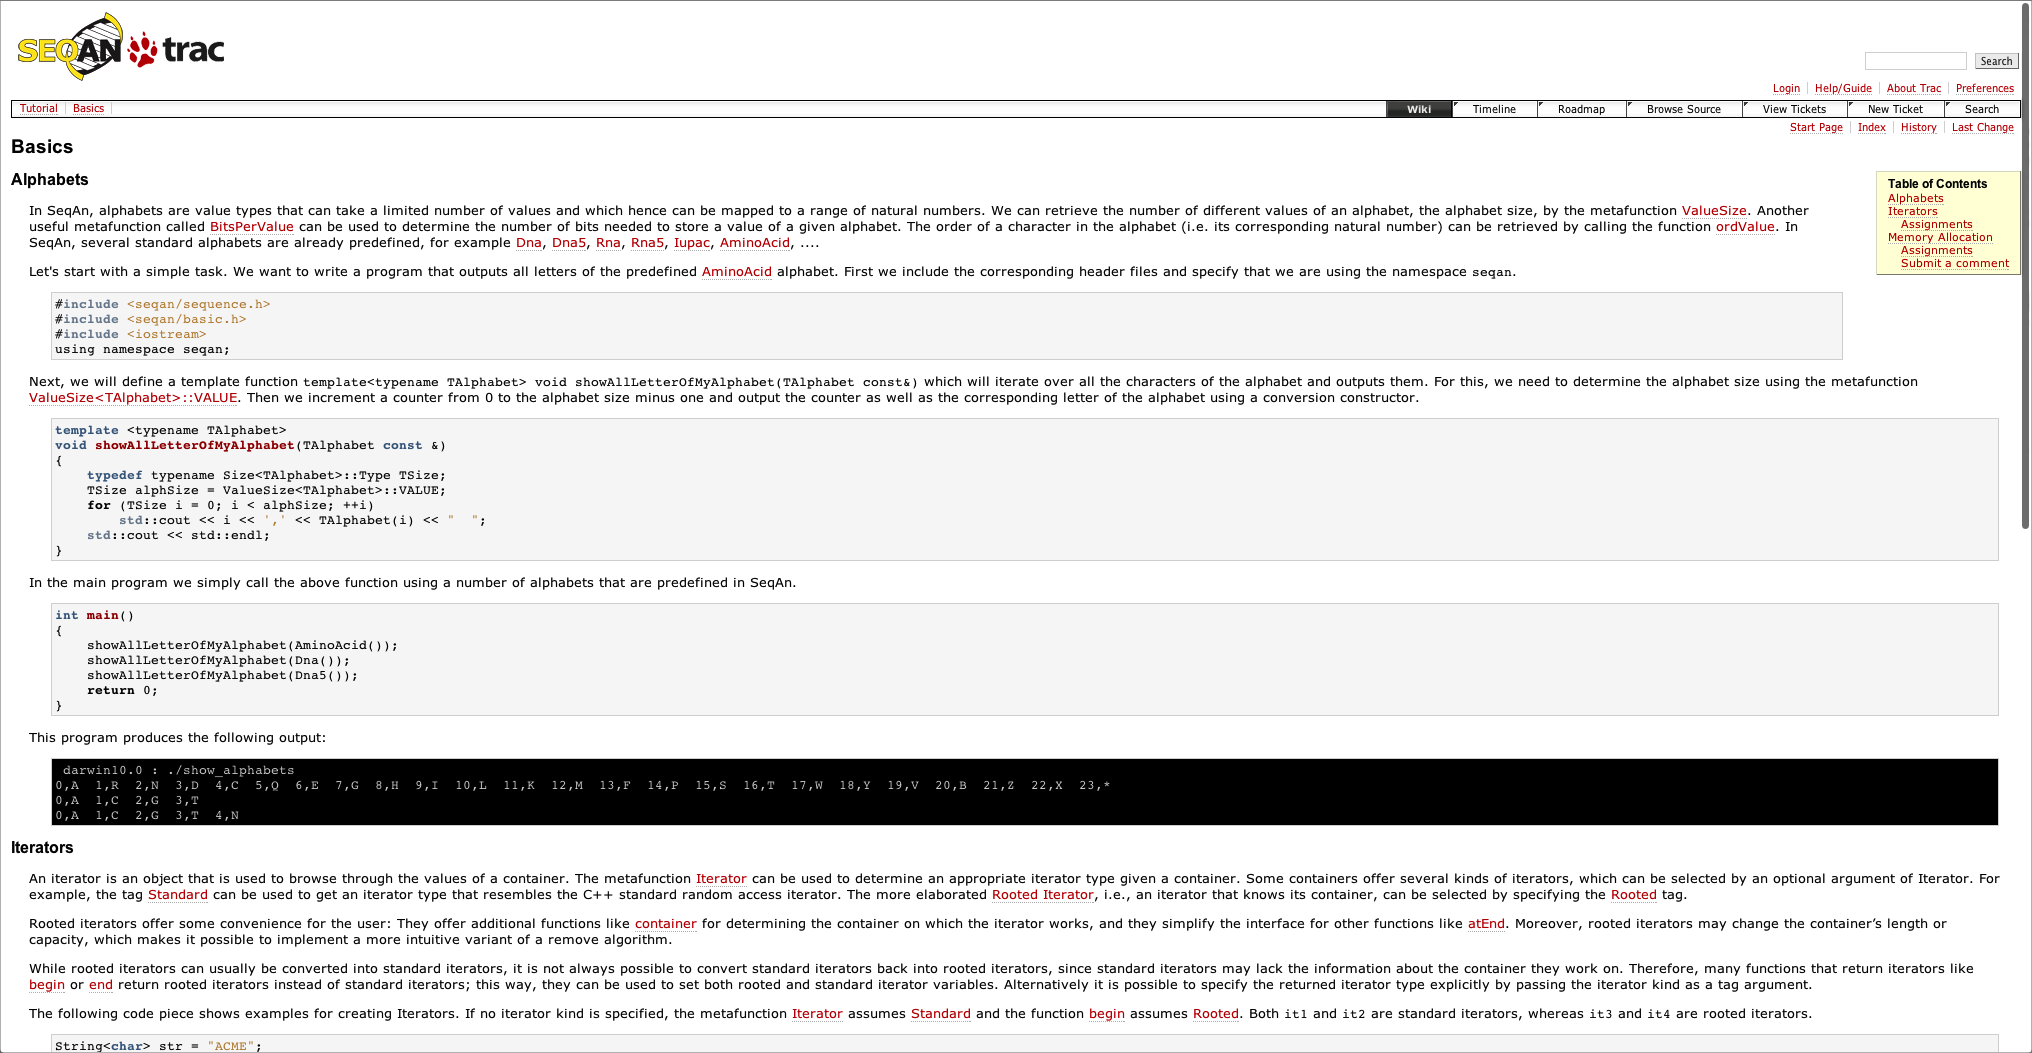 SEQAN trac
Search
Login Help/Guide About Trac Preferences
Tutorial Basics Wiki Timeline Roadmap Browse Source View Tickets New Ticket Search
Start Page Index History Last Change
Basics
Alphabets
Table of Contents
Alphabets
Iterators
Assignments
Memory Allocation
Assignments
Submit a comment
In SeqAn, alphabets are value types that can take a limited number of values and which hence can be mapped to a range of natural numbers. We can retrieve the number of different values of an alphabet, the alphabet size, by the metafunction ValueSize. Another
useful metafunction called BitsPerValue can be used to determine the number of bits needed to store a value of a given alphabet. The order of a character in the alphabet (i.e. its corresponding natural number) can be retrieved by calling the function ordValue. In
SeqAn, several standard alphabets are already predefined, for example Dna, Dna5, Rna, Rna5, Iupac, AminoAcid, ....
Let's start with a simple task. We want to write a program that outputs all letters of the predefined AminoAcid alphabet. First we include the corresponding header files and specify that we are using the namespace seqan.
#include <seqan/sequence.h>
#include <seqan/basic.h>
#include <iostream>
using namespace seqan;
Next, we will define a template function template<typename TAlphabet> void showAllLetterOfMyAlphabet(TAlphabet const&) which will iterate over all the characters of the alphabet and outputs them. For this, we need to determine the alphabet size using the metafunction
ValueSize<TAlphabet>::VALUE. Then we increment a counter from 0 to the alphabet size minus one and output the counter as well as the corresponding letter of the alphabet using a conversion constructor.
template <typename TAlphabet>
void showAllLetterOfMyAlphabet(TAlphabet const &)
{
    typedef typename Size<TAlphabet>::Type TSize;
    TSize alphSize = ValueSize<TAlphabet>::VALUE;
    for (TSize i = 0; i < alphSize; ++i)
        std::cout << i << ',' << TAlphabet(i) << "  ";
    std::cout << std::endl;
}
In the main program we simply call the above function using a number of alphabets that are predefined in SeqAn.
int main()
{
    showAllLetterOfMyAlphabet(AminoAcid());
    showAllLetterOfMyAlphabet(Dna());
    showAllLetterOfMyAlphabet(Dna5());
    return 0;
}
This program produces the following output:
darwin10.0 : ./show_alphabets
0,A  1,R  2,N  3,D  4,C  5,Q  6,E  7,G  8,H  9,I  10,L  11,K  12,M  13,F  14,P  15,S  16,T  17,W  18,Y  19,V  20,B  21,Z  22,X  23,*
0,A  1,C  2,G  3,T
0,A  1,C  2,G  3,T  4,N
Iterators
An iterator is an object that is used to browse through the values of a container. The metafunction Iterator can be used to determine an appropriate iterator type given a container. Some containers offer several kinds of iterators, which can be selected by an optional argument of Iterator. For
example, the tag Standard can be used to get an iterator type that resembles the C++ standard random access iterator. The more elaborated Rooted Iterator, i.e., an iterator that knows its container, can be selected by specifying the Rooted tag.
Rooted iterators offer some convenience for the user: They offer additional functions like container for determining the container on which the iterator works, and they simplify the interface for other functions like atEnd. Moreover, rooted iterators may change the container’s length or
capacity, which makes it possible to implement a more intuitive variant of a remove algorithm.
While rooted iterators can usually be converted into standard iterators, it is not always possible to convert standard iterators back into rooted iterators, since standard iterators may lack the information about the container they work on. Therefore, many functions that return iterators like
begin or end return rooted iterators instead of standard iterators; this way, they can be used to set both rooted and standard iterator variables. Alternatively it is possible to specify the returned iterator type explicitly by passing the iterator kind as a tag argument.
The following code piece shows examples for creating Iterators. If no iterator kind is specified, the metafunction Iterator assumes Standard and the function begin assumes Rooted. Both it1 and it2 are standard iterators, whereas it3 and it4 are rooted iterators.
String<char> str = "ACME";